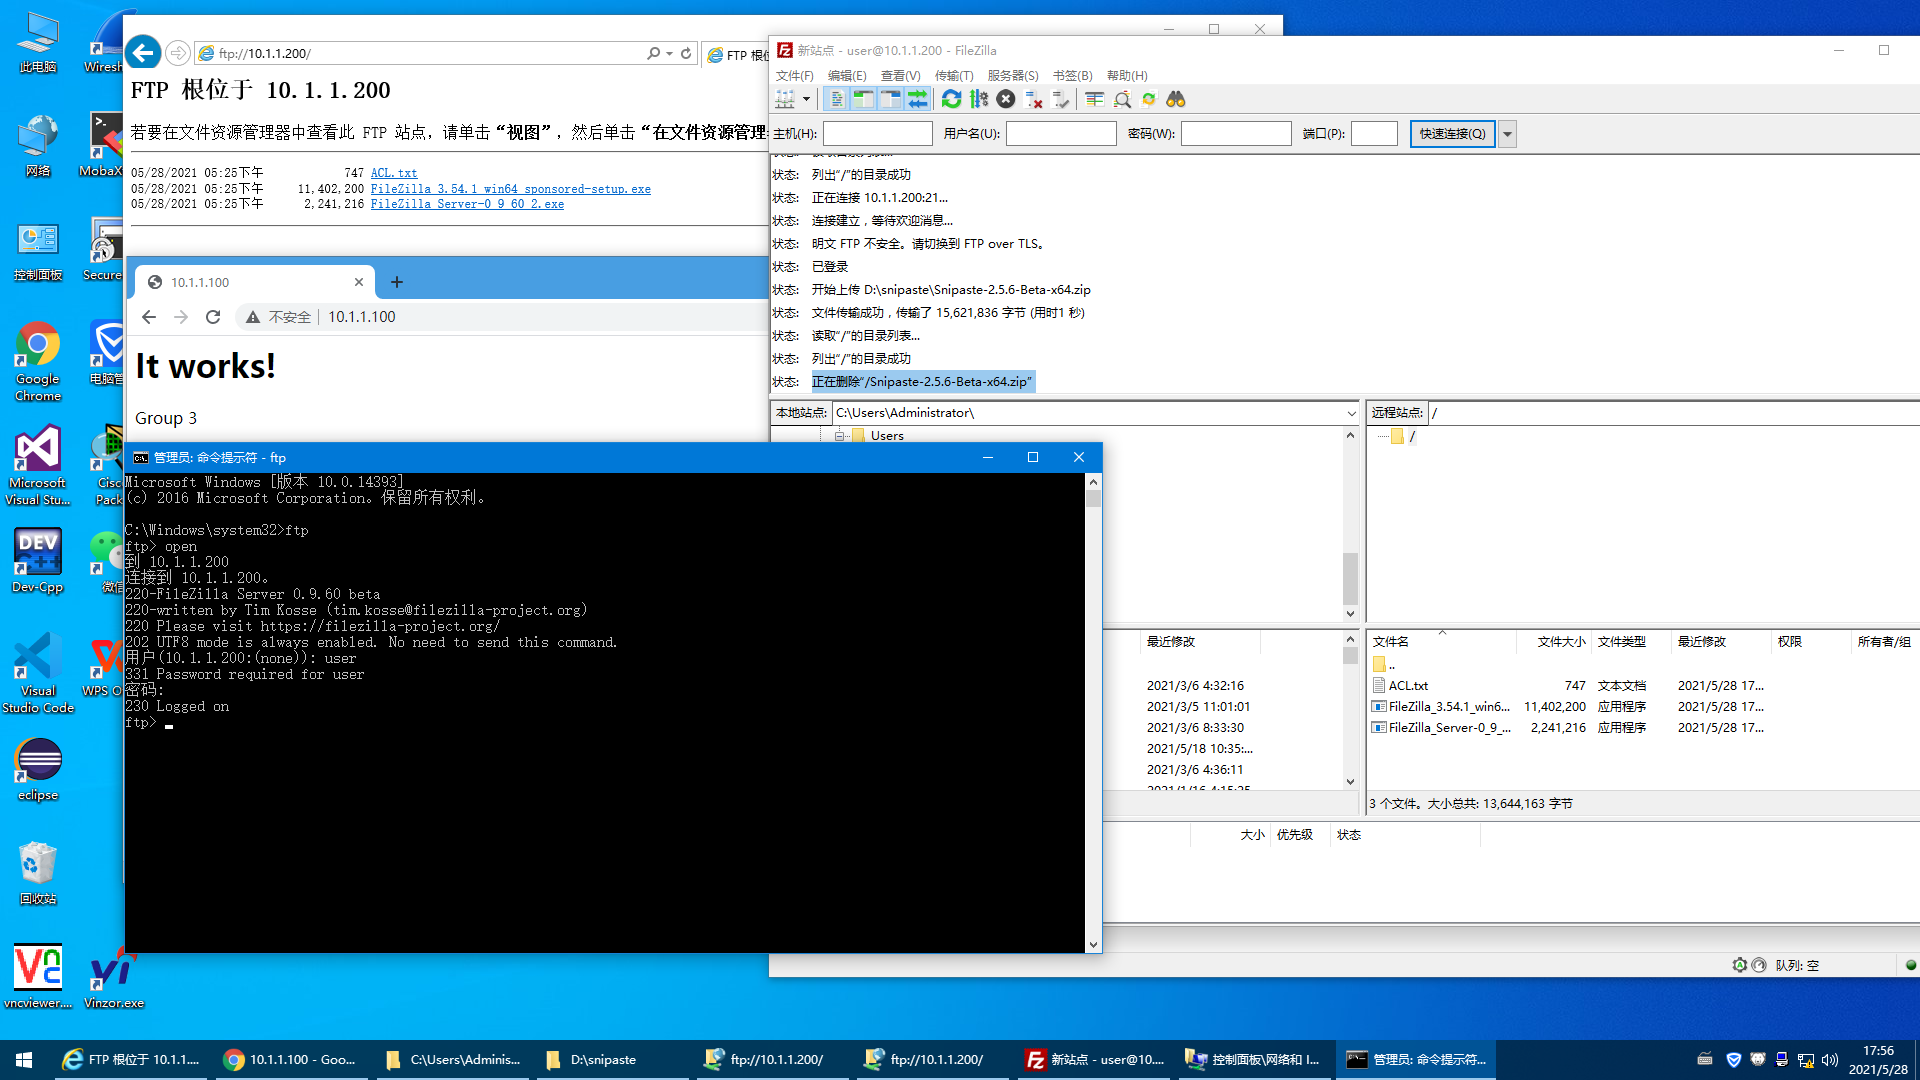 此电脑
Wiresh
网络
MobaX
控制面板
Secure
Google
Chrome
电脑管
Microsoft
Visual Stu...
Cisc
Pack
Dev-Cpp
微信
Visual
Studio Code
WPS O
eclipse
回收站
vncviewer....
Vinzor.exe
ftp://10.1.1.200/
FTP 根位
FTP 根位于 10.1.1.200
若要在文件资源管理器中查看此 FTP 站点，请单击“视图”，然后单击“在文件资源管理
05/28/2021 05:25下午 747 ACL.txt
05/28/2021 05:25下午 11,402,200 FileZilla_3.54.1_win64_sponsored-setup.exe
05/28/2021 05:25下午 2,241,216 FileZilla_Server-0_9_60_2.exe
10.1.1.100
不安全 10.1.1.100
It works!
Group 3
新站点 - user@10.1.1.200 - FileZilla
文件(F) 编辑(E) 查看(V) 传输(T) 服务器(S) 书签(B) 帮助(H)
主机(H): 用户名(U): 密码(W): 端口(P): 快速连接(Q)
状态: 列出“/”的目录成功
状态: 正在连接 10.1.1.200:21...
状态: 连接建立，等待欢迎消息...
状态: 明文 FTP 不安全。请切换到 FTP over TLS。
状态: 已登录
状态: 开始上传 D:\snipaste\Snipaste-2.5.6-Beta-x64.zip
状态: 文件传输成功，传输了 15,621,836 字节 (用时1 秒)
状态: 读取“/”的目录列表...
状态: 列出“/”的目录成功
状态: 正在删除“/Snipaste-2.5.6-Beta-x64.zip”
本地站点: C:\Users\Administrator\
Users
远程站点: /
/
最近修改
2021/3/6 4:32:16
2021/3/5 11:01:01
2021/3/6 8:33:30
2021/5/18 10:35:...
2021/3/6 4:36:11
文件名 文件大小 文件类型 最近修改 权限 所有者/组
..
ACL.txt 747 文本文档 2021/5/28 17...
FileZilla_3.54.1_win6... 11,402,200 应用程序 2021/5/28 17...
FileZilla_Server-0_9_... 2,241,216 应用程序 2021/5/28 17...
3 个文件。大小总共: 13,644,163 字节
大小 优先级 状态
队列: 空
管理员: 命令提示符 - ftp
Microsoft Windows [版本 10.0.14393]
(c) 2016 Microsoft Corporation。保留所有权利。
C:\Windows\system32>ftp
ftp> open
到 10.1.1.200
连接到 10.1.1.200。
220-FileZilla Server 0.9.60 beta
220-written by Tim Kosse (tim.kosse@filezilla-project.org)
220 Please visit https://filezilla-project.org/
202 UTF8 mode is always enabled. No need to send this command.
用户(10.1.1.200:(none)): user
331 Password required for user
密码:
230 Logged on
ftp>
FTP 根位于 10.1.1....
10.1.1.100 - Goo...
C:\Users\Adminis...
D:\snipaste
ftp://10.1.1.200/
ftp://10.1.1.200/
新站点 - user@10....
控制面板\网络和 I...
管理员: 命令提示符...
17:56
2021/5/28